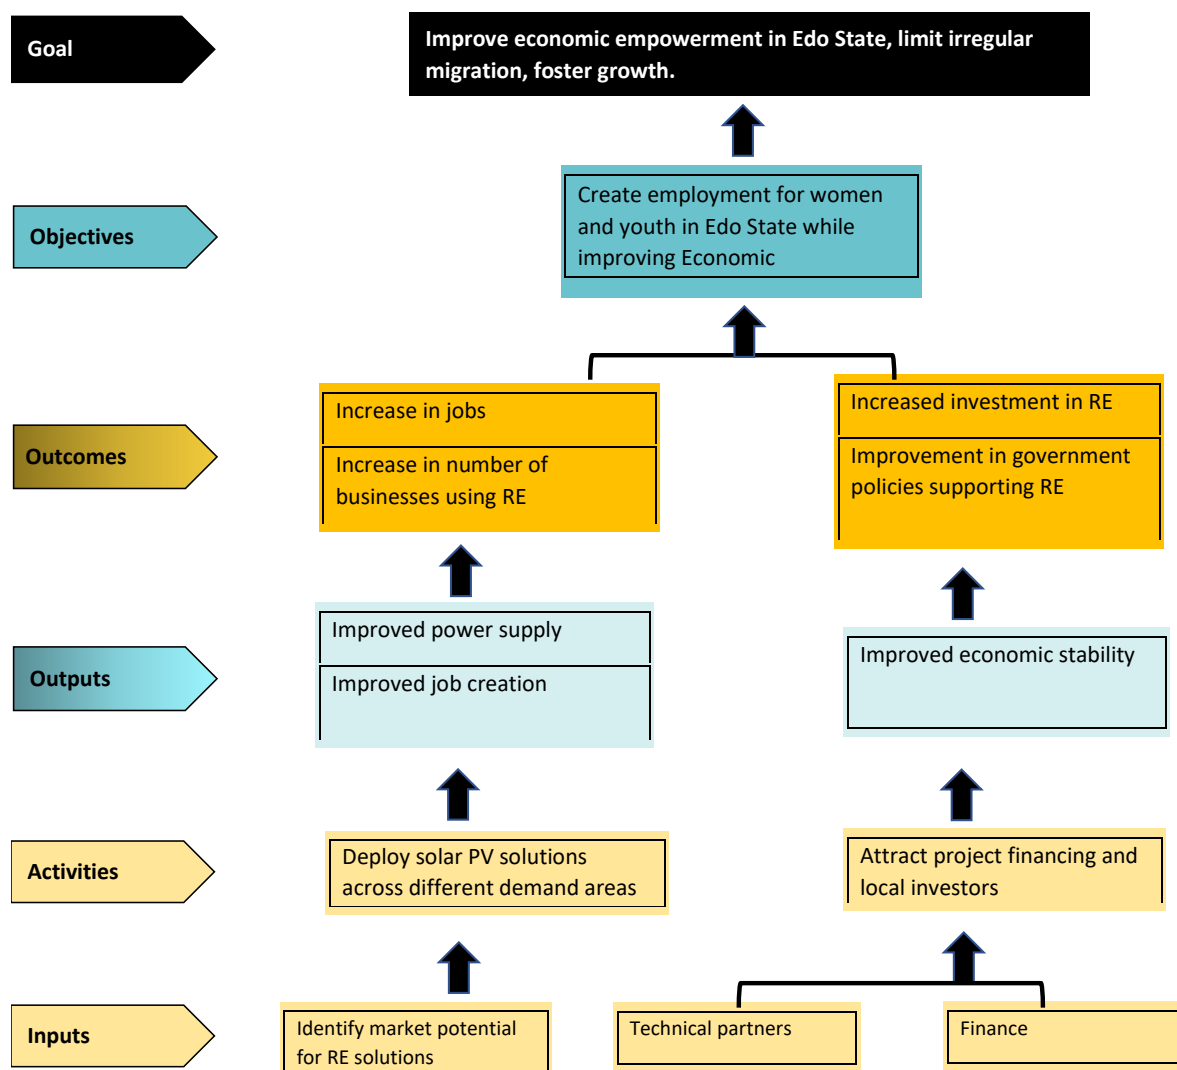 Goal
Improve economic empowerment in Edo State, limit irregular
migration, foster growth.
Objectives
Create employment for women
and youth in Edo State while
improving Economic
Outcomes
Increase in jobs
Increase in number of
businesses using RE
Increased investment in RE
Improvement in government
policies supporting RE
Outputs
Improved power supply
Improved job creation
Improved economic stability
Activities
Deploy solar PV solutions
across different demand areas
Attract project financing and
local investors
Inputs
Identify market potential
for RE solutions
Technical partners
Finance